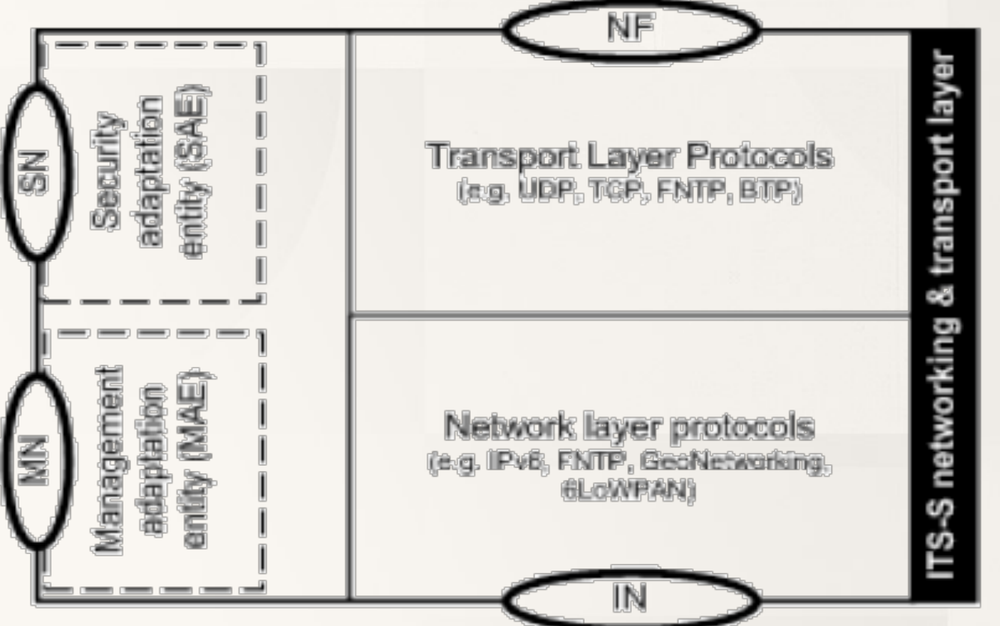 NF
SN
Security
adaptation
entity (SAE)
Transport Layer Protocols
(e.g. UDP, TCP, FNTP, BTP)
MN
Management
adaptation
entity (MAE)
Network layer protocols
(e.g. IPv6, FNTP, GeoNetworking,
6LoWPAN)
IN
ITS-S networking & transport layer